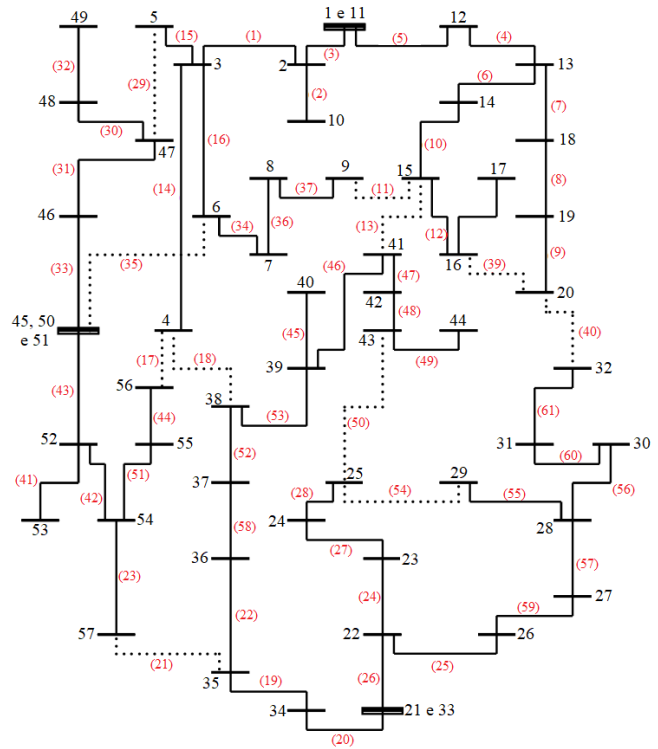 49 5 1 e 11 12
(15) (1) (3) (5) (4)
(32) (29) 3 2 13
(6)
48 (2) 14 (7)
(30) 10
47 (16) (10) 18
(31) 8 9 15 17
(14) (37) (11) (8)
46 6 (36) (13) 19
(34) (12)
(33) (35) 7 41 16 (39) (9)
(46) (47)
40 42 20
45, 50 4 (45) (48) (40)
e 51 43 44
(17) (18) 39 (49) 32
(43) 56
38 (53) (61)
(44) (50)
52 55 (52) 31 30
(60)
(41) (42) (51) 37 25 29 (56)
(28) (54) (55)
53 54 (58) 24 28
(27)
(23) 36 23 (57)
(24) 27
(22) (59)
57 22 26
(21) (25)
35 (19) (26)
34 21 e 33
(20)